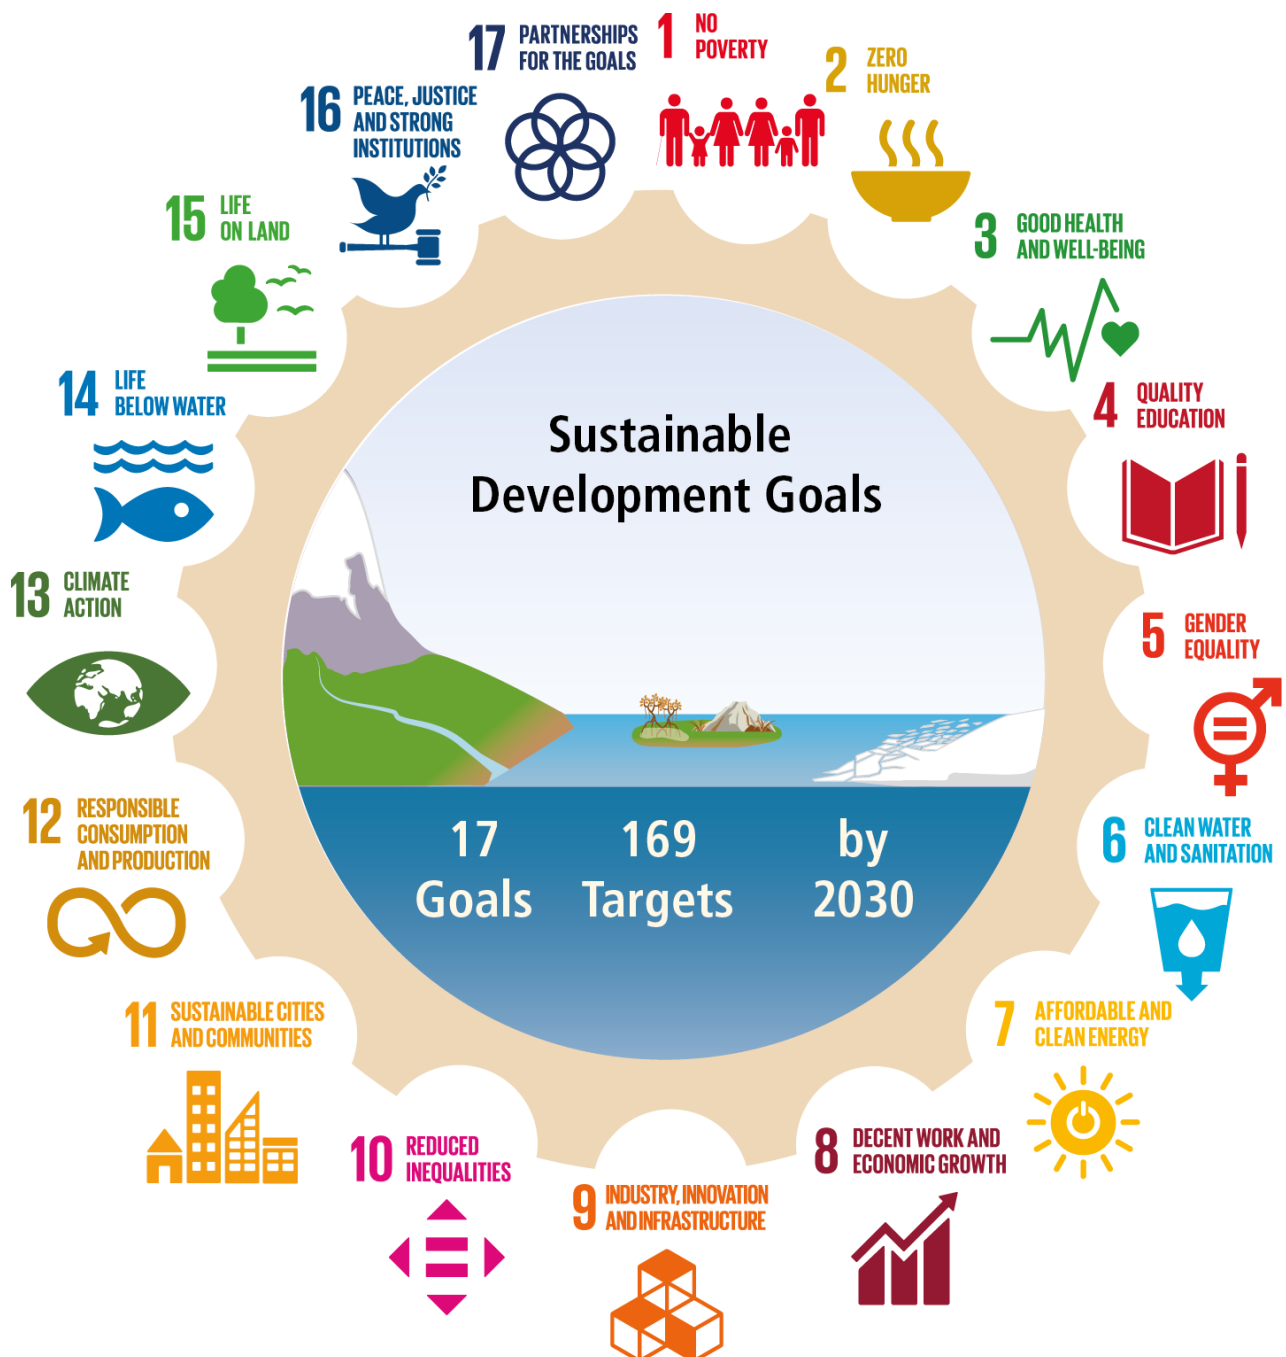 1 NO
POVERTY
2 ZERO
HUNGER
3 GOOD HEALTH
AND WELL-BEING
4 QUALITY
EDUCATION
5 GENDER
EQUALITY
6 CLEAN WATER
AND SANITATION
7 AFFORDABLE AND
CLEAN ENERGY
8 DECENT WORK AND
ECONOMIC GROWTH
9 INDUSTRY, INNOVATION
AND INFRASTRUCTURE
10 REDUCED
INEQUALITIES
11 SUSTAINABLE CITIES
AND COMMUNITIES
12 RESPONSIBLE
CONSUMPTION
AND PRODUCTION
13 CLIMATE
ACTION
14 LIFE
BELOW WATER
15 LIFE
ON LAND
16 PEACE, JUSTICE
AND STRONG
INSTITUTIONS
17 PARTNERSHIPS
FOR THE GOALS
Sustainable
Development Goals
17
Goals
169
Targets
by
2030